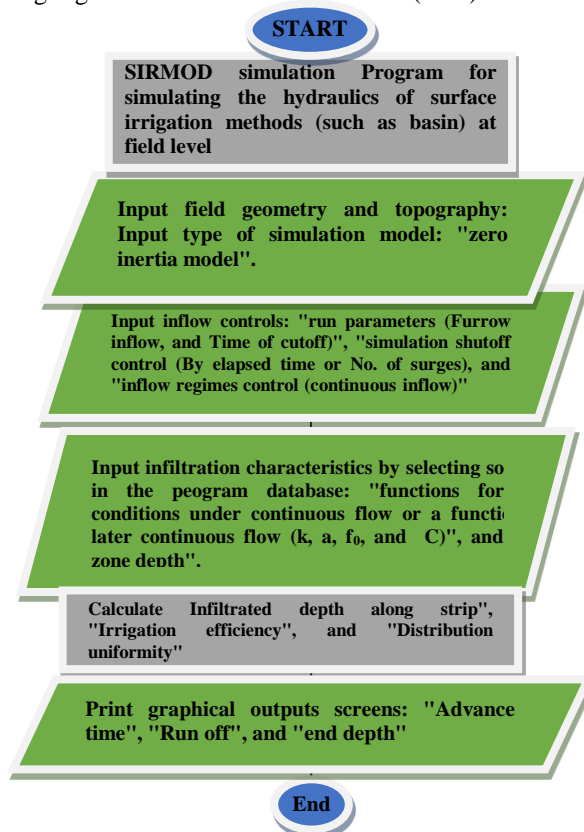 START
SIRMOD simulation Program for
simulating the hydraulics of surface
irrigation methods (such as basin) at
field level
Input field geometry and topography:
Input type of simulation model: "zero
inertia model".
Input inflow controls: "run parameters (Furrow
inflow, and Time of cutoff)", "simulation shutoff
control (By elapsed time or No. of surges), and
"inflow regimes control (continuous inflow)"
Input infiltration characteristics by selecting so
in the peogram database: "functions for
conditions under continuous flow or a functi
later continuous flow (k, a, f₀, and C)", and
zone depth".
Calculate Infiltrated depth along strip",
"Irrigation efficiency", and "Distribution
uniformity"
Print graphical outputs screens: "Advance
time", "Run off", and "end depth"
End